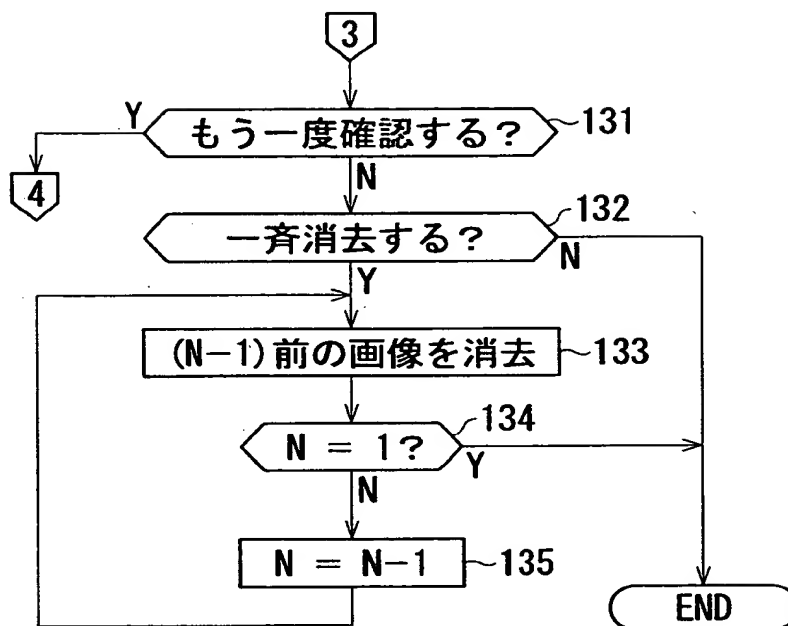 3
Y
もう一度確認する?
131
4
N
132
一斉消去する?
N
Y
(N-1)前の画像を消去
133
134
N = 1?
Y
N
N = N-1
135
END